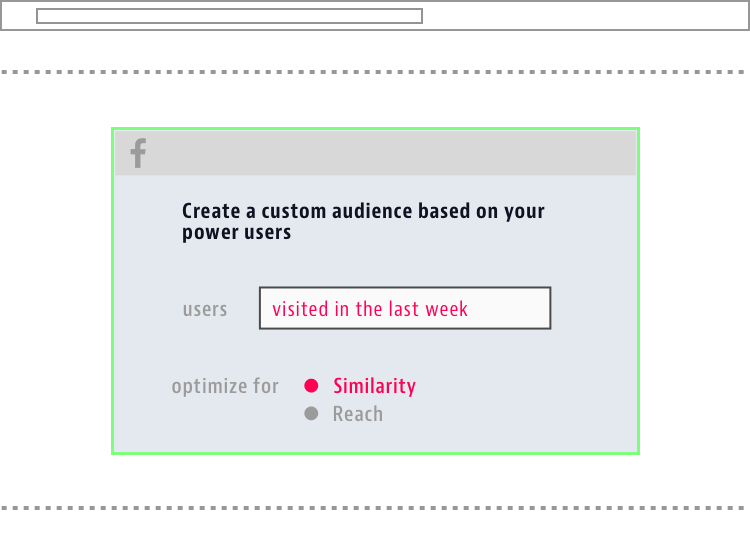 f
Create a custom audience based on your
power users
users
visited in the last week
optimize for
Similarity
Reach